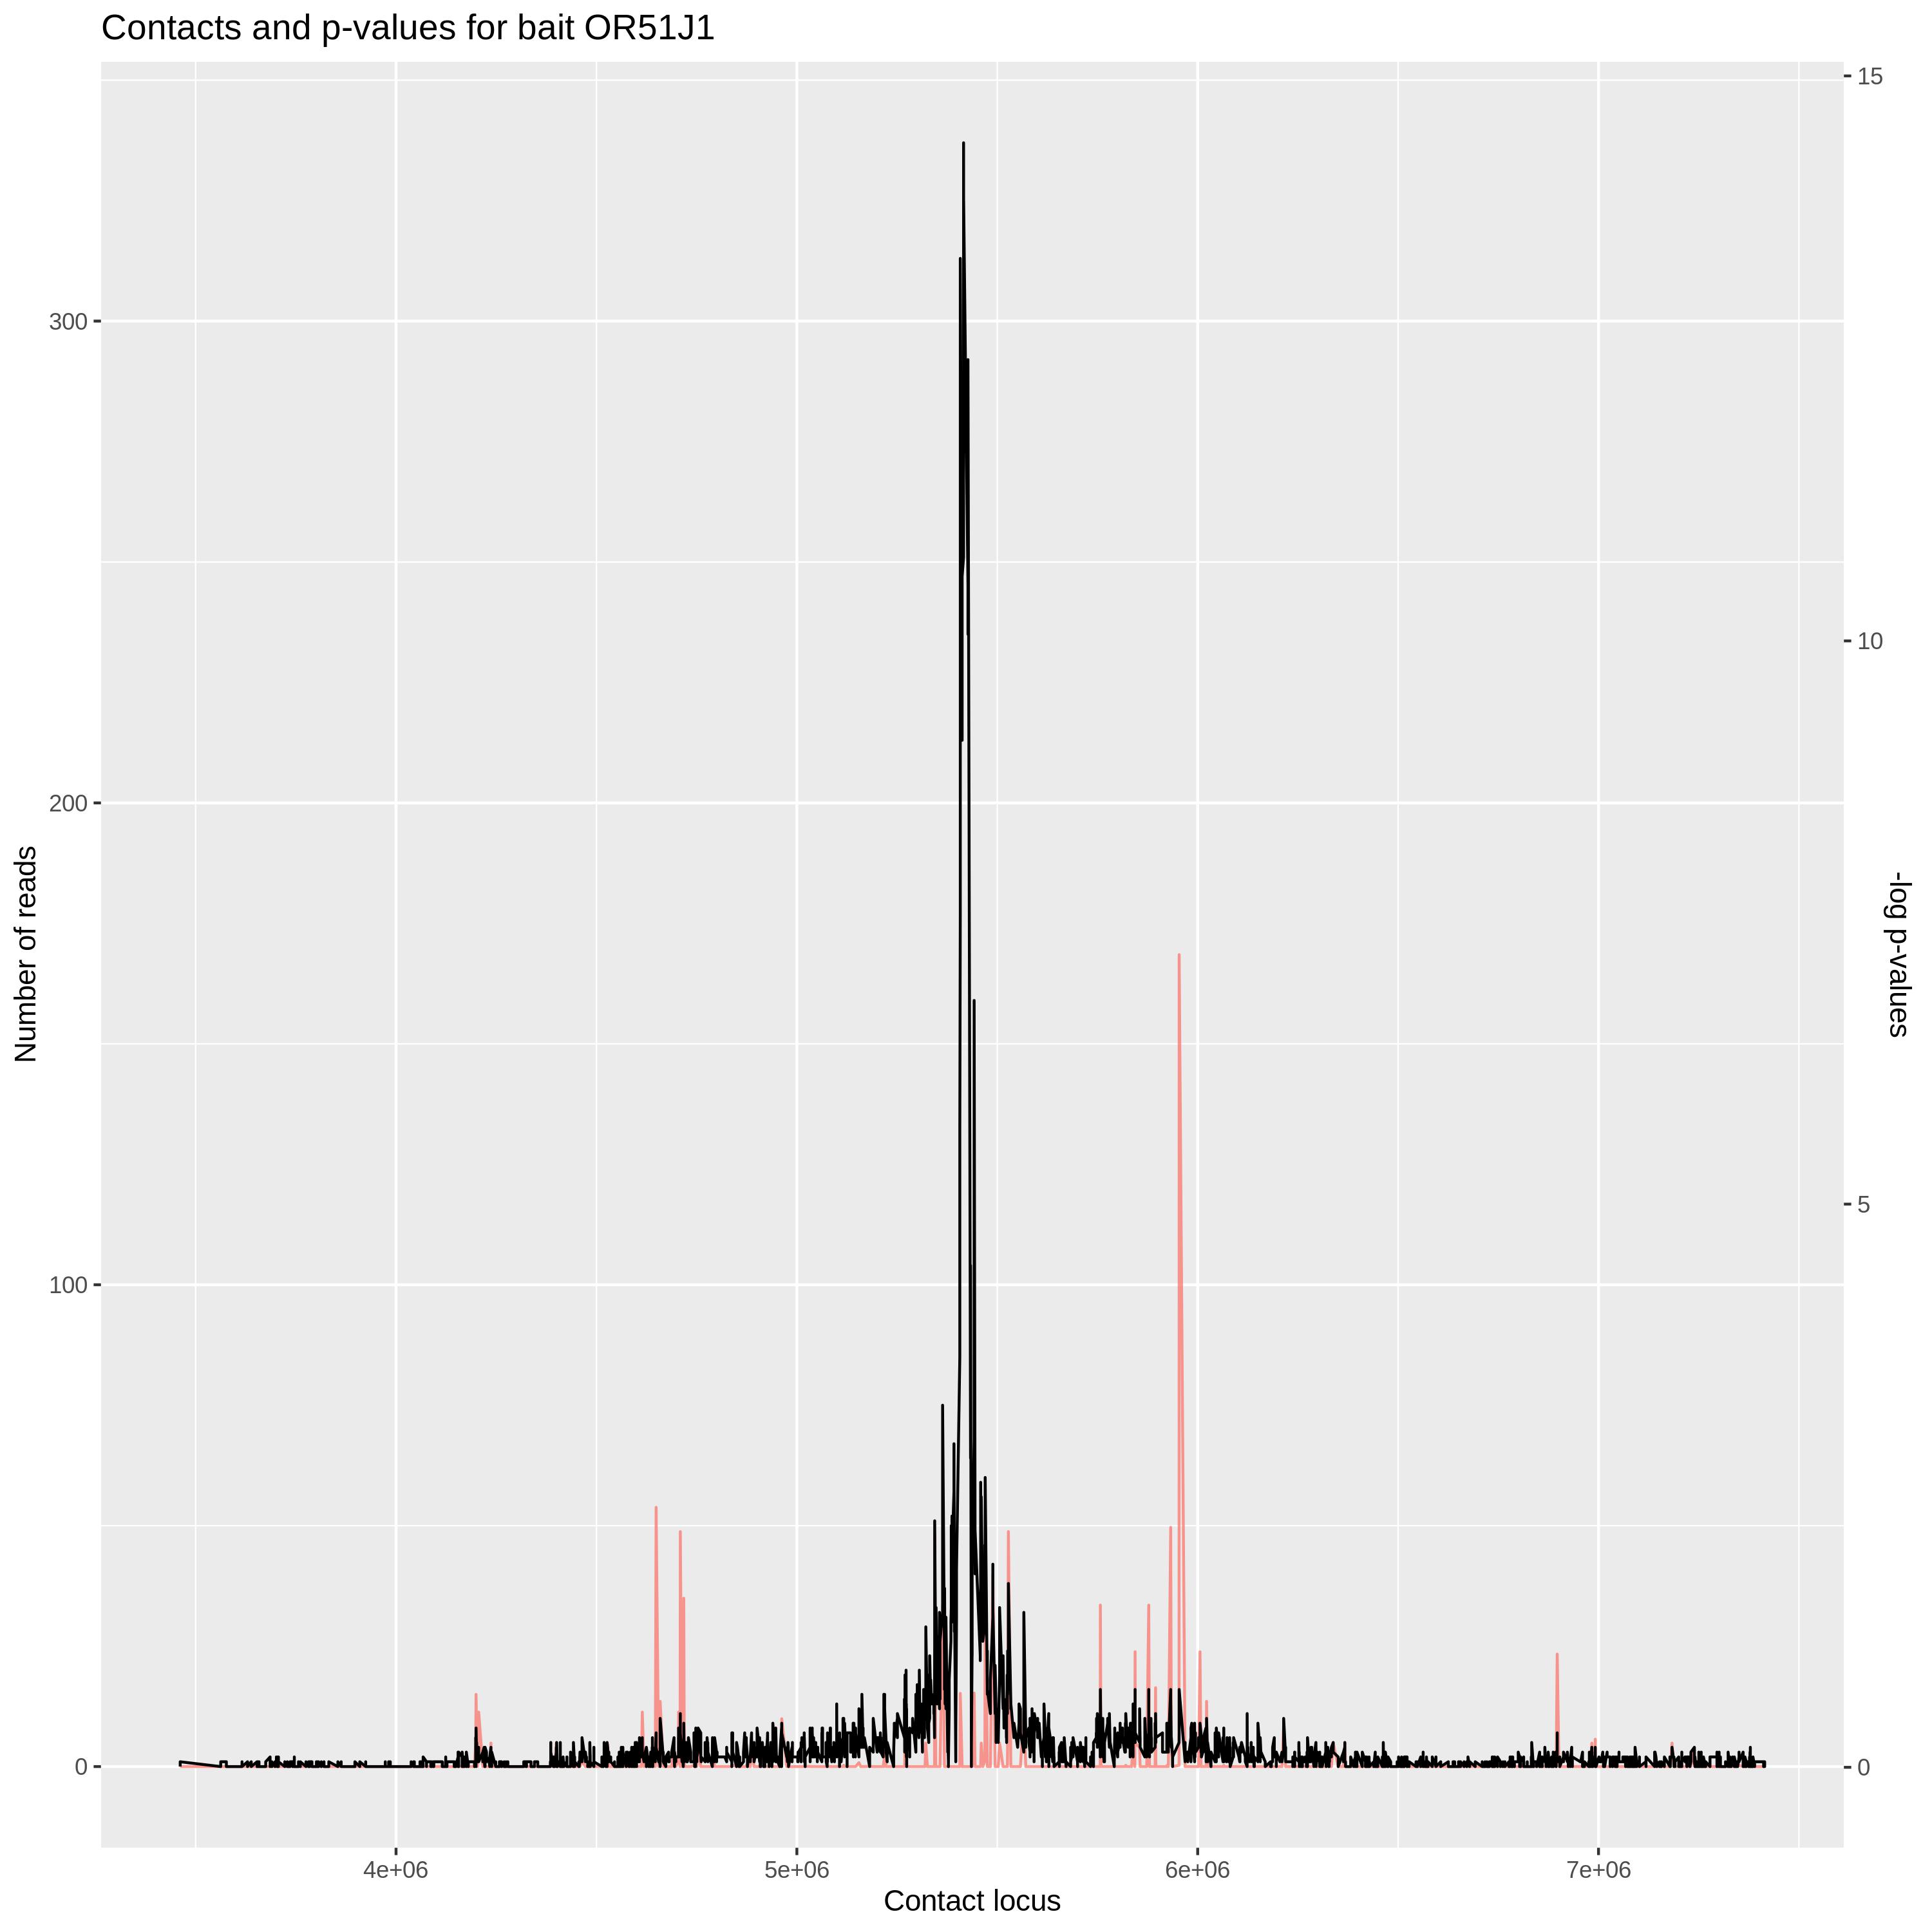 Contacts and p-values for bait OR51J1
15
300
10
200
Number of reads
-log p-values
5
100
0
0
4e+06
5e+06
6e+06
7e+06
Contact locus